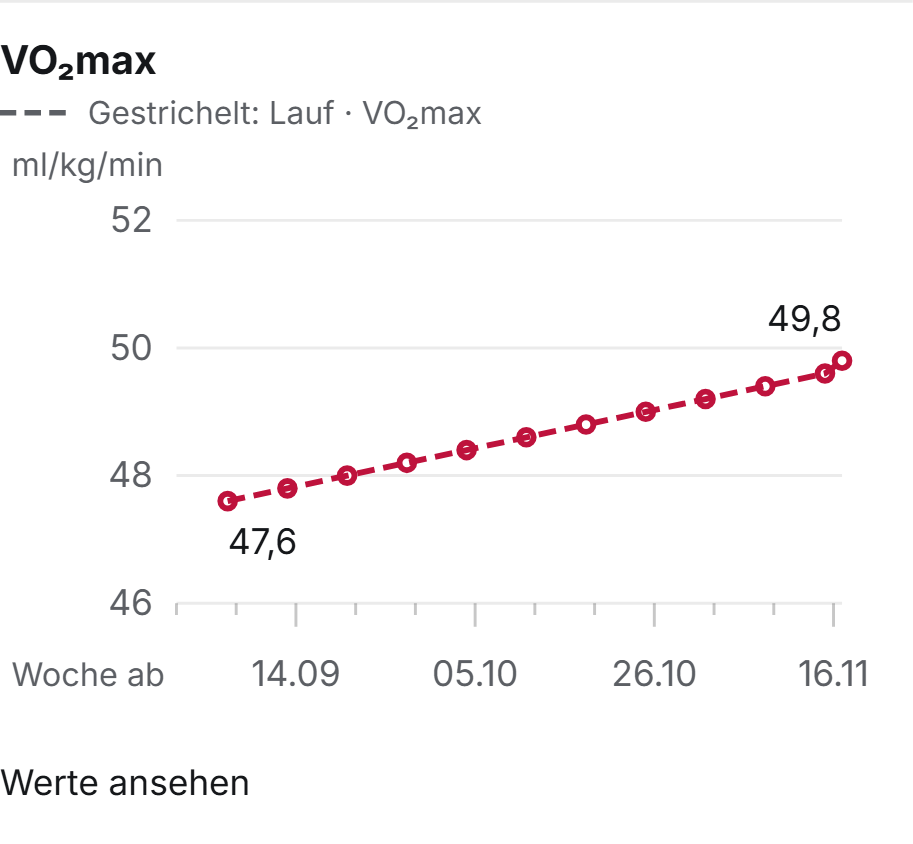 VO₂max
Gestrichelt: Lauf · VO₂max
ml/kg/min
52
49,8
50
48
47,6
46
Woche ab 14.09 05.10 26.10 16.11
Werte ansehen